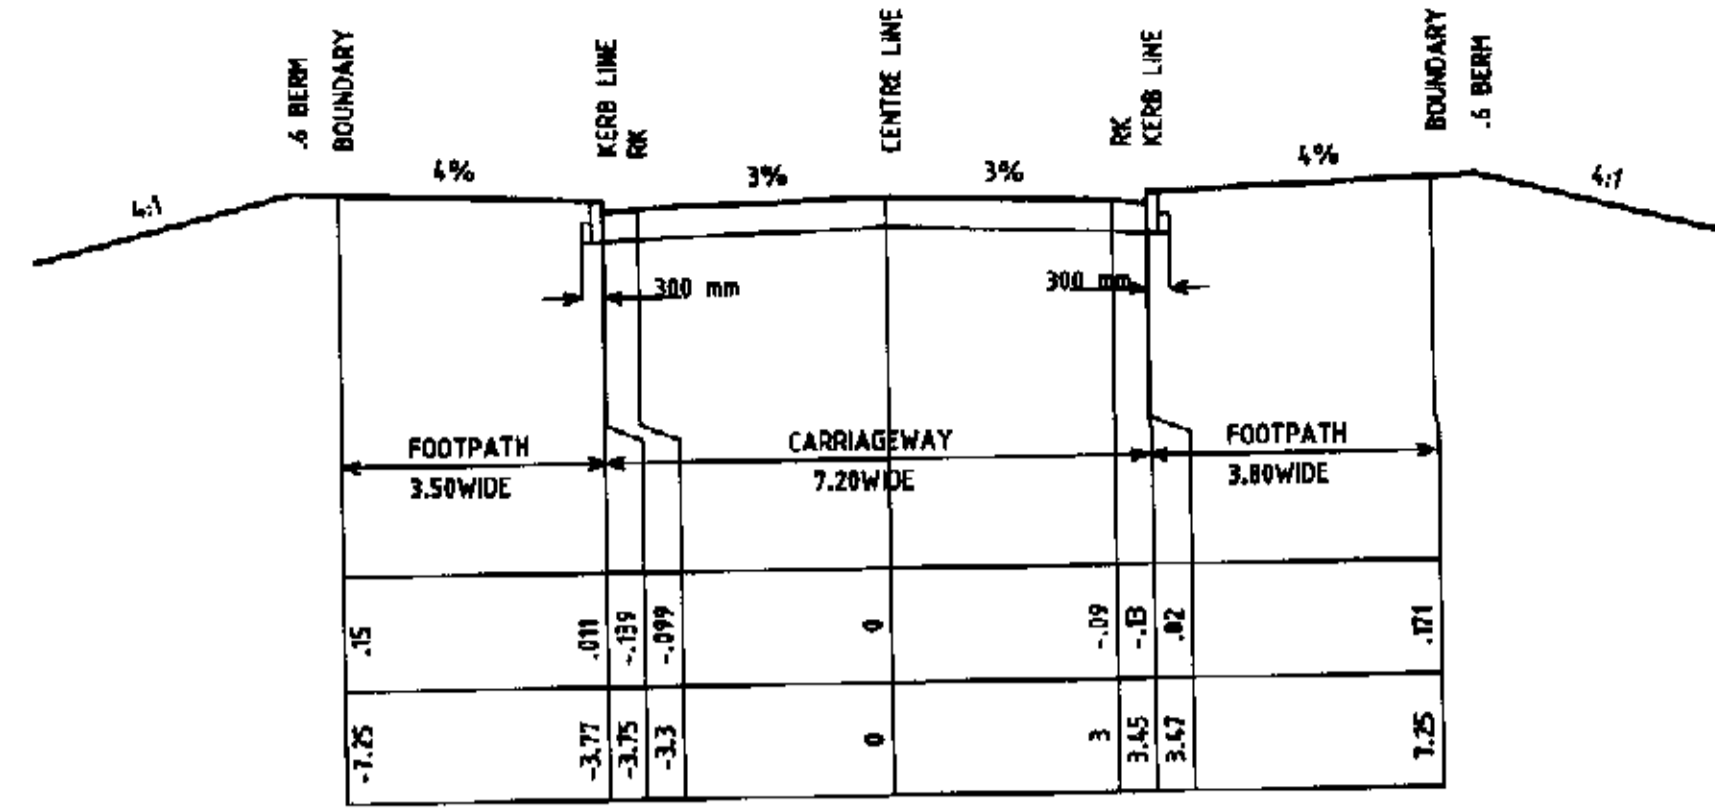 .6 BERM
BOUNDARY
KERB LINE
RK
CENTRE LINE
RK
KERB LINE
BOUNDARY
.6 BERM
4:1
4%
3%
3%
4%
4:1
300 mm
300 mm
FOOTPATH
3.50WIDE
CARRIAGEWAY
7.20WIDE
FOOTPATH
3.80WIDE
.15
.011
-.139
-.099
0
-.09
-.13
.02
.171
-7.25
-3.77
-3.75
-3.3
0
3
3.45
3.47
7.25